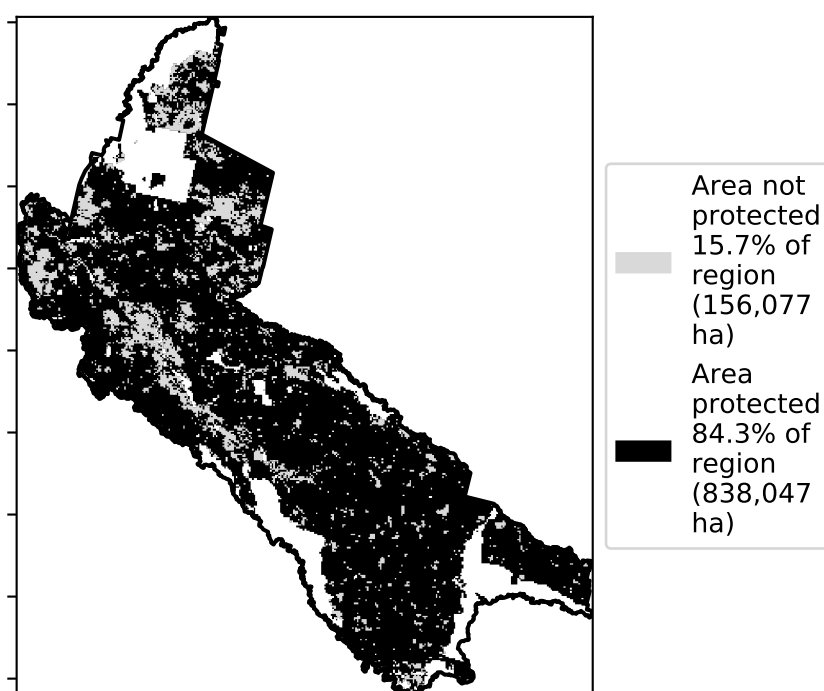 Area not
protected
15.7% of
region
(156,077
ha)
Area
protected
84.3% of
region
(838,047
ha)